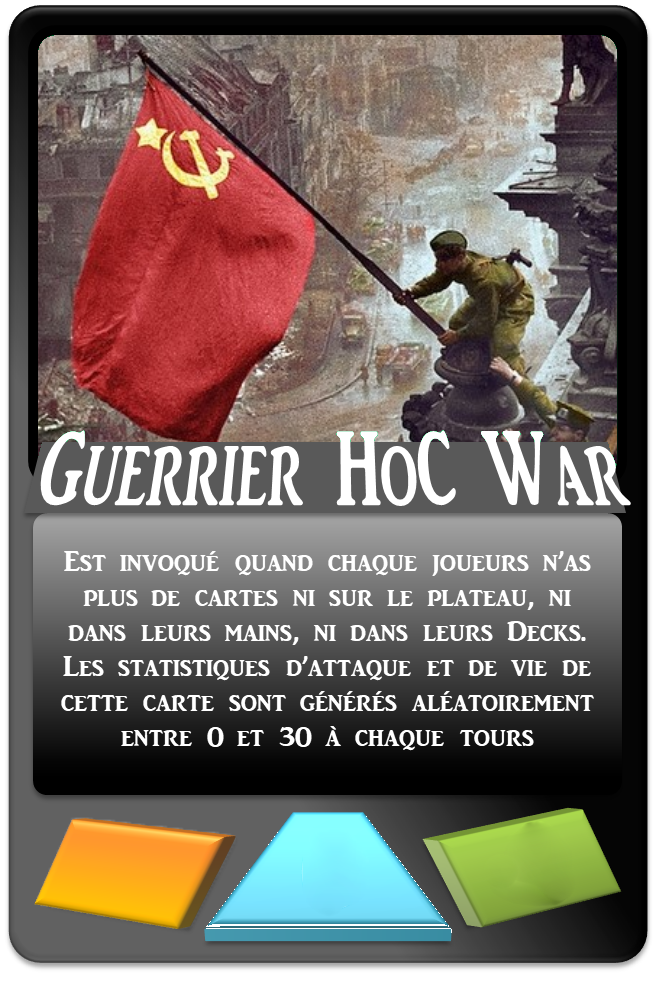 Guerrier HoC War
Est invoqué quand chaque joueurs n'as
plus de cartes ni sur le plateau, ni
dans leurs mains, ni dans leurs Decks.
Les statistiques d'attaque et de vie de
cette carte sont générés aléatoirement
entre 0 et 30 à chaque tours